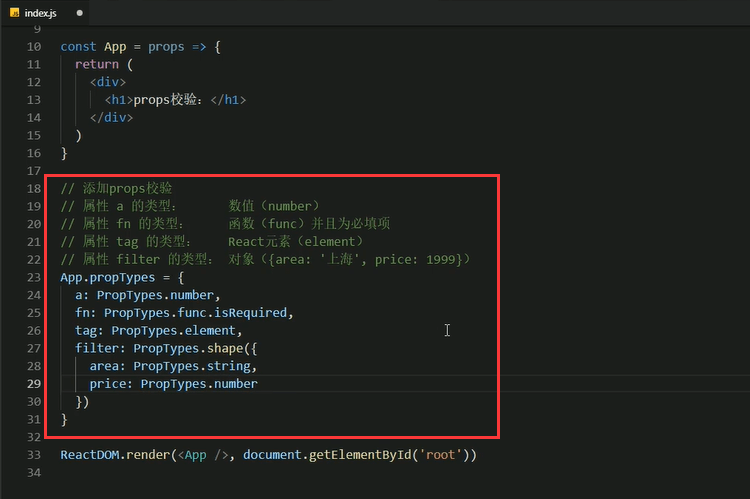 JS index.js ●
9
10 const App = props => {
11   return (
12     <div>
13       <h1>props校验：</h1>
14     </div>
15   )
16 }
17
18 // 添加props校验
19 // 属性 a 的类型：      数值（number）
20 // 属性 fn 的类型：     函数（func）并且为必填项
21 // 属性 tag 的类型：    React元素（element）
22 // 属性 filter 的类型： 对象（{area: '上海', price: 1999}）
23 App.propTypes = {
24   a: PropTypes.number,
25   fn: PropTypes.func.isRequired,
26   tag: PropTypes.element,
27   filter: PropTypes.shape({
28     area: PropTypes.string,
29     price: PropTypes.number
30   })
31 }
32
33 ReactDOM.render(<App />, document.getElementById('root'))
34